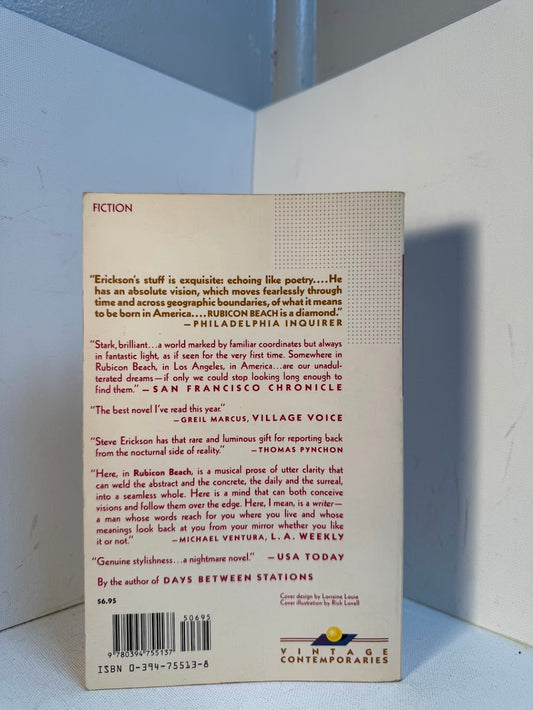 FICTION
"Erickson's stuff is exquisite: echoing like poetry....He
has an absolute vision, which moves fearlessly through
time and across geographic boundaries, of what it means
to be born in America....RUBICON BEACH is a diamond."
—PHILADELPHIA INQUIRER
"Stark, brilliant...a world marked by familiar coordinates but always
in fantastic light, as if seen for the very first time. Somewhere in
Rubicon Beach, in Los Angeles, in America...are our unadul-
terated dreams—if only we could stop looking long enough to
find them." —SAN FRANCISCO CHRONICLE
"The best novel I've read this year."
—GREIL MARCUS, VILLAGE VOICE
"Steve Erickson has that rare and luminous gift for reporting back
from the nocturnal side of reality." —THOMAS PYNCHON
"Here, in Rubicon Beach, is a musical prose of utter clarity that
can weld the abstract and the concrete, the daily and the surreal,
into a seamless whole. Here is a mind that can both conceive
visions and follow them over the edge. Here, I mean, is a writer—
a man whose words reach for you where you live and whose
meanings look back at you from your mirror whether you like
it or not." —MICHAEL VENTURA, L.A. WEEKLY
"Genuine stylishness...a nightmare novel." —USA TODAY
By the author of DAYS BETWEEN STATIONS
Cover design by Lorraine Louie
Cover illustration by Rick Lovell
$6.95
50695
9 780394 755137
ISBN 0-394-75513-8
VINTAGE
CONTEMPORARIES